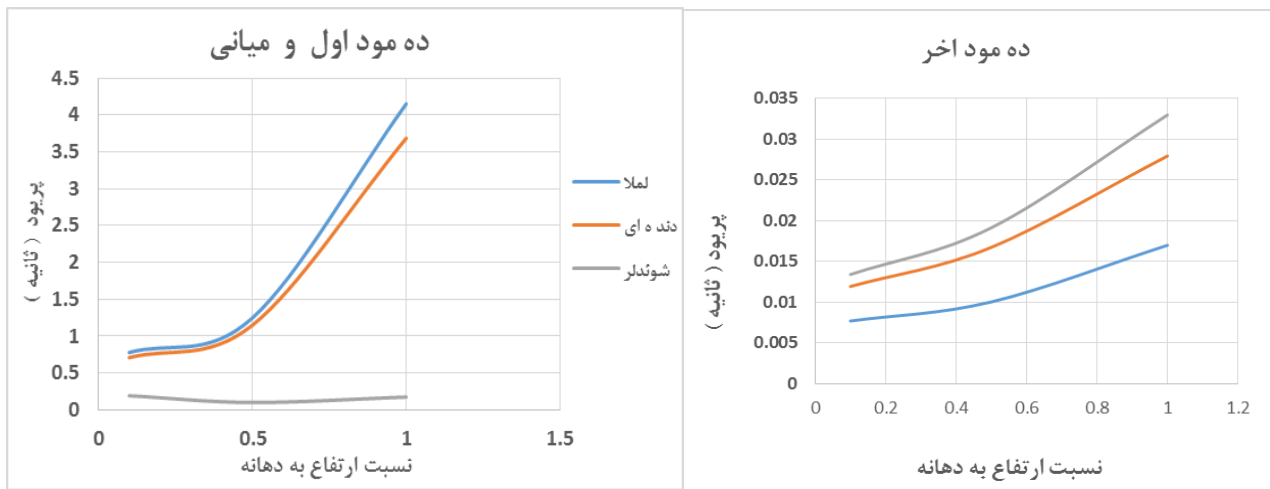 ده مود اول و میانی
4.5
4
3.5
3
2.5
2
1.5
1
0.5
0
0 0.5 1 1.5
پریود ( ثانیه )
نسبت ارتفاع به دهانه
لملا
دند ه ای
شوئدلر
ده مود اخر
0.035
0.03
0.025
0.02
0.015
0.01
0.005
0
0 0.2 0.4 0.6 0.8 1 1.2
پریود ( ثانیه )
نسبت ارتفاع به دهانه